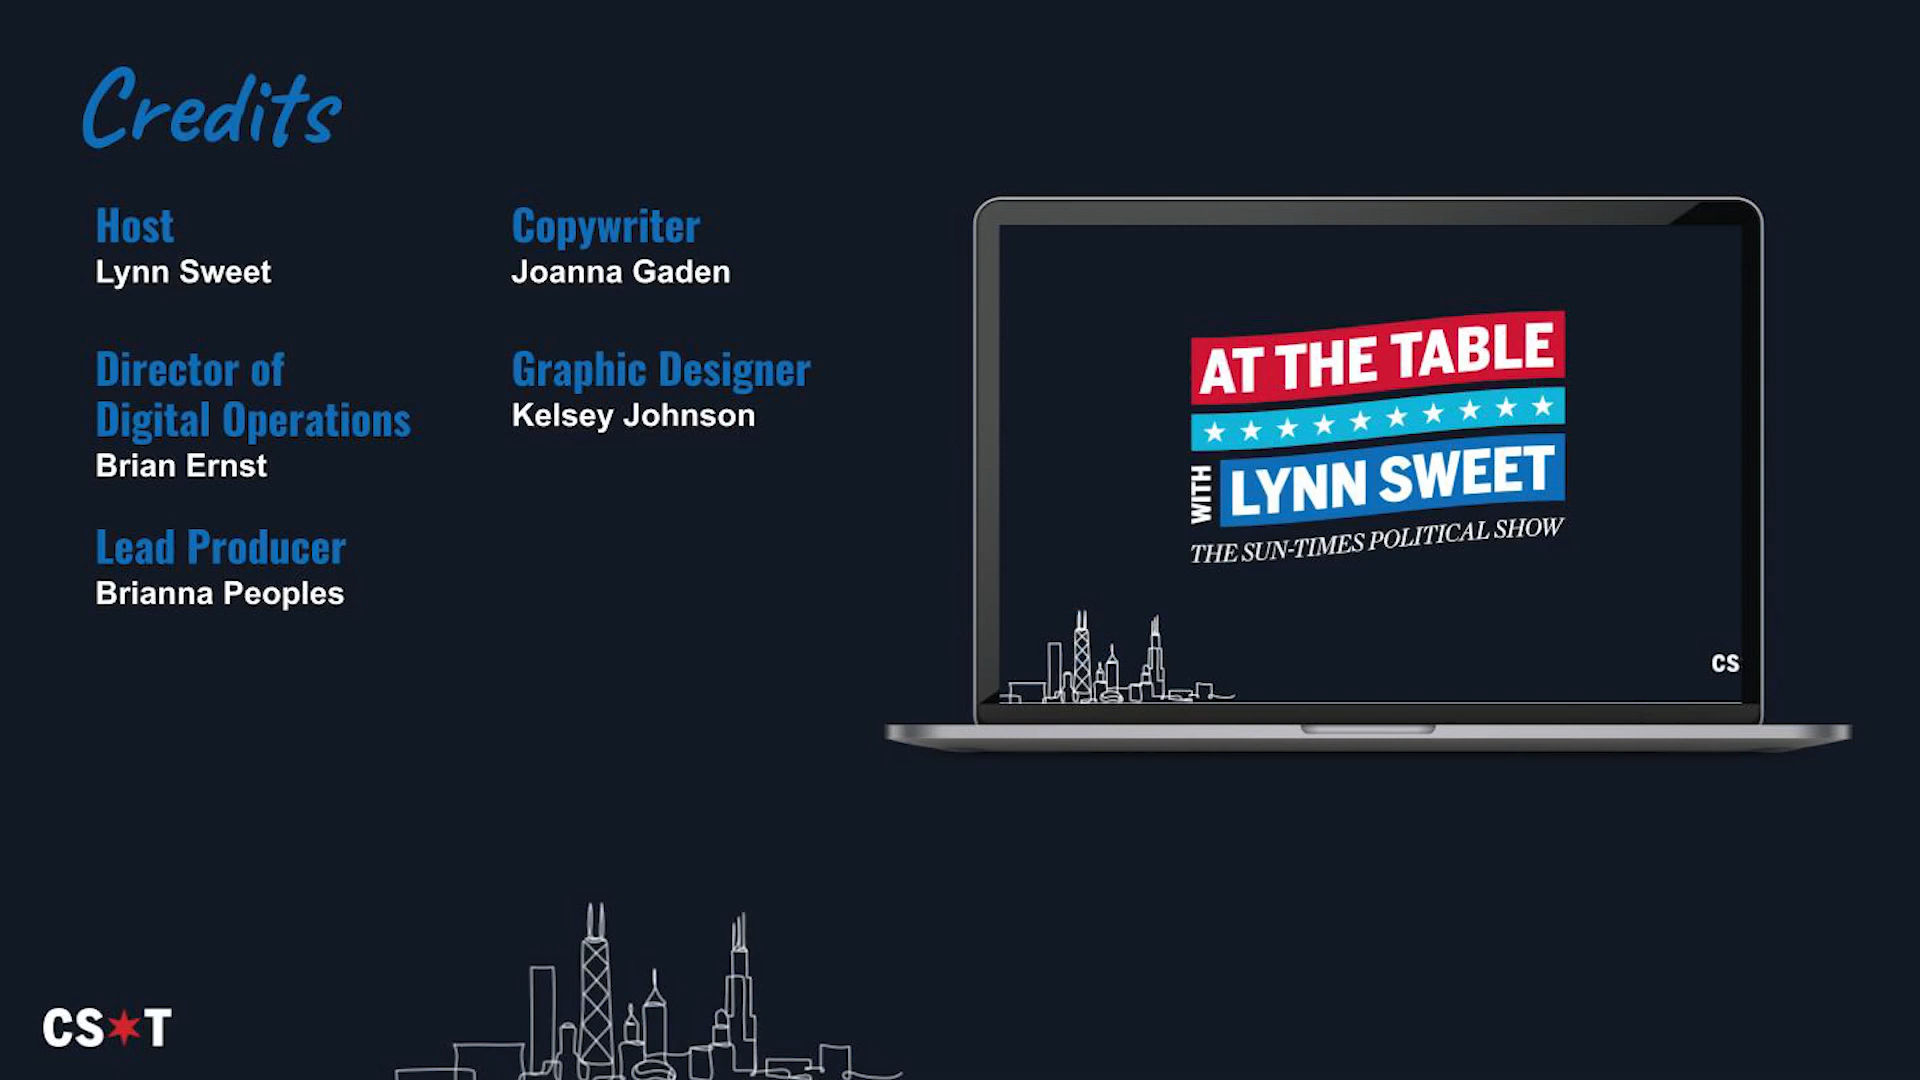 Credits
Host
Lynn Sweet
Director of
Digital Operations
Brian Ernst
Lead Producer
Brianna Peoples
Copywriter
Joanna Gaden
Graphic Designer
Kelsey Johnson
AT THE TABLE
WITH LYNN SWEET
THE SUN-TIMES POLITICAL SHOW
CS
CS★T